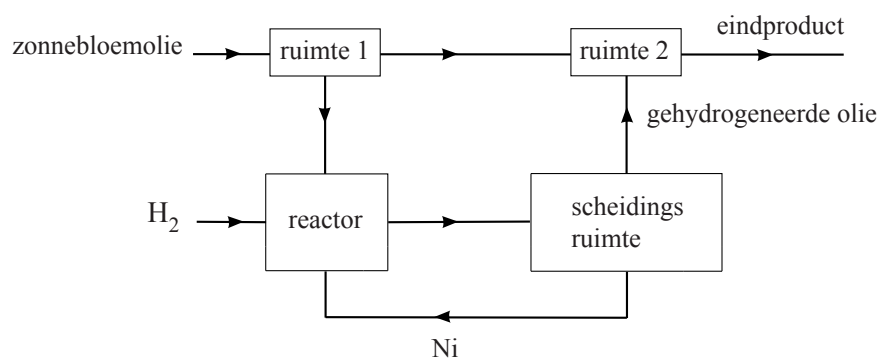 zonnebloemolie
ruimte 1
ruimte 2
eindproduct
gehydrogeneerde olie
H2
reactor
scheidings
ruimte
Ni